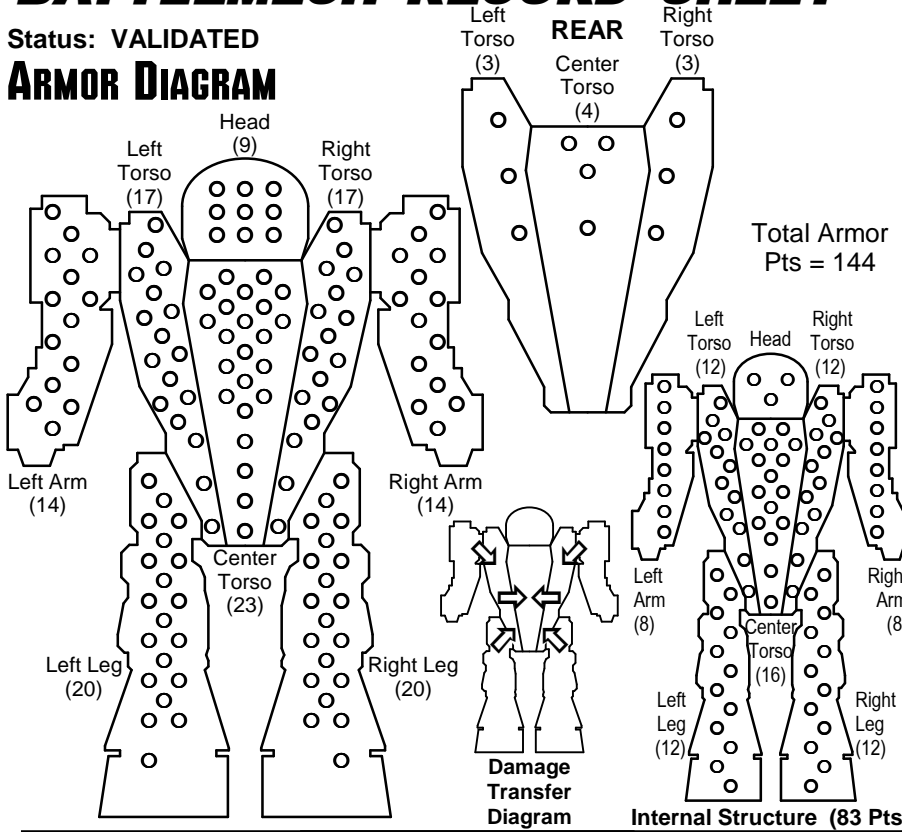 BATTLEMECH RECORD SHEET
Status: VALIDATED
ARMOR DIAGRAM
Head
(9)
Left
Torso
(17)
Right
Torso
(17)
Left Arm
(14)
Right Arm
(14)
Center
Torso
(23)
Left Leg
(20)
Right Leg
(20)
REAR
Left
Torso
(3)
Center
Torso
(4)
Right
Torso
(3)
Total Armor
Pts = 144
Damage
Transfer
Diagram
Left
Torso
(12)
Head
Right
Torso
(12)
Left
Arm
(8)
Center
Torso
(16)
Left
Leg
(12)
Right
Leg
(12)
Internal Structure (83 Pts